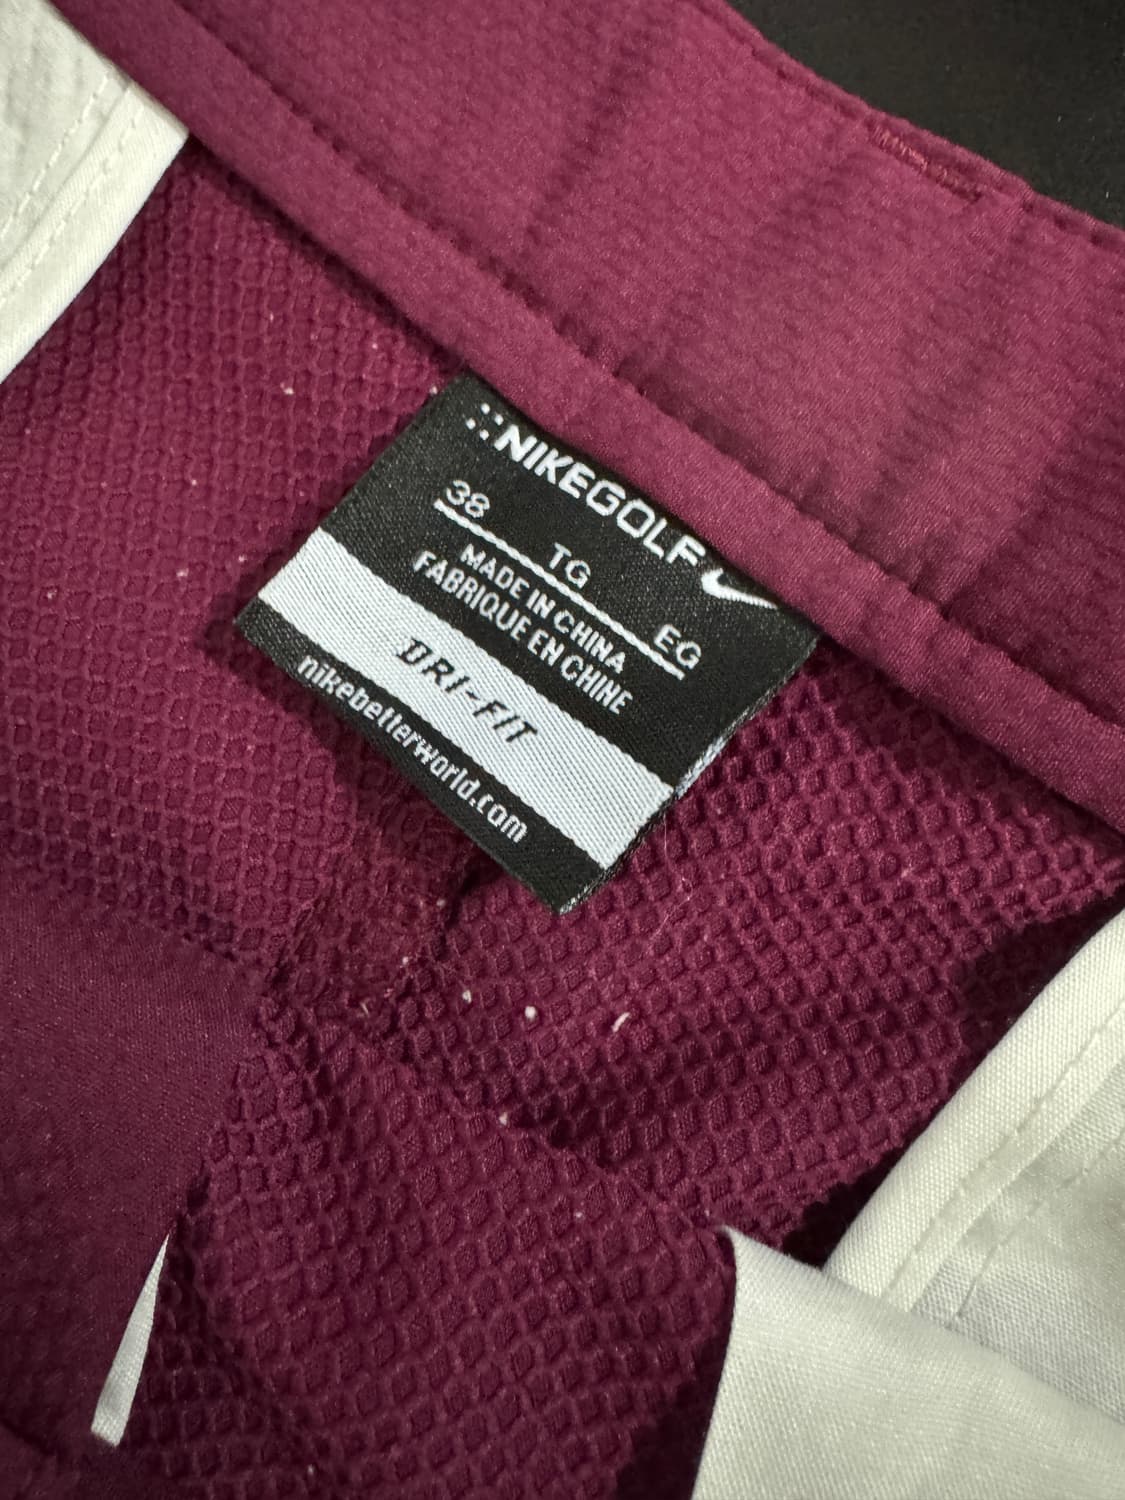 NIKEGOLF
38 TG EG
MADE IN CHINA
FABRIQUE EN CHINE
DRI-FIT
nikebetterworld.com